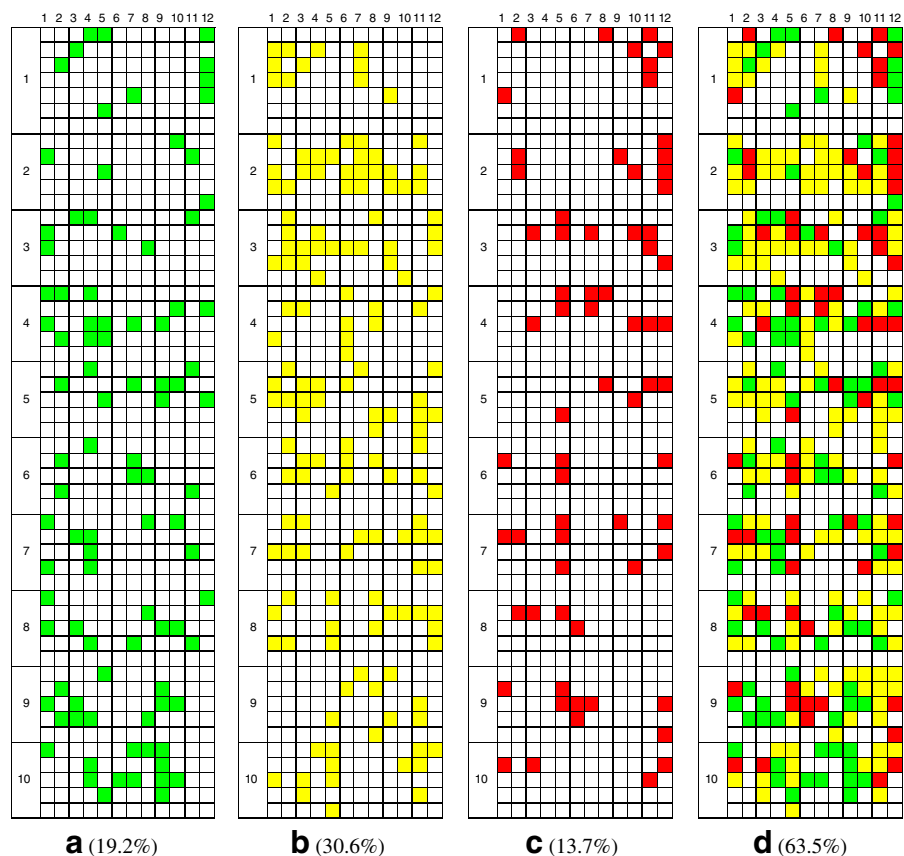 1 2 3 4 5 6 7 8 9 10 11 12
1 2 3 4 5 6 7 8 9 10 11 12
1 2 3 4 5 6 7 8 9 10 11 12
1 2 3 4 5 6 7 8 9 10 11 12
1 1 1 1
2 2 2 2
3 3 3 3
4 4 4 4
5 5 5 5
6 6 6 6
7 7 7 7
8 8 8 8
9 9 9 9
10 10 10 10
a (19.2%)
b (30.6%)
c (13.7%)
d (63.5%)